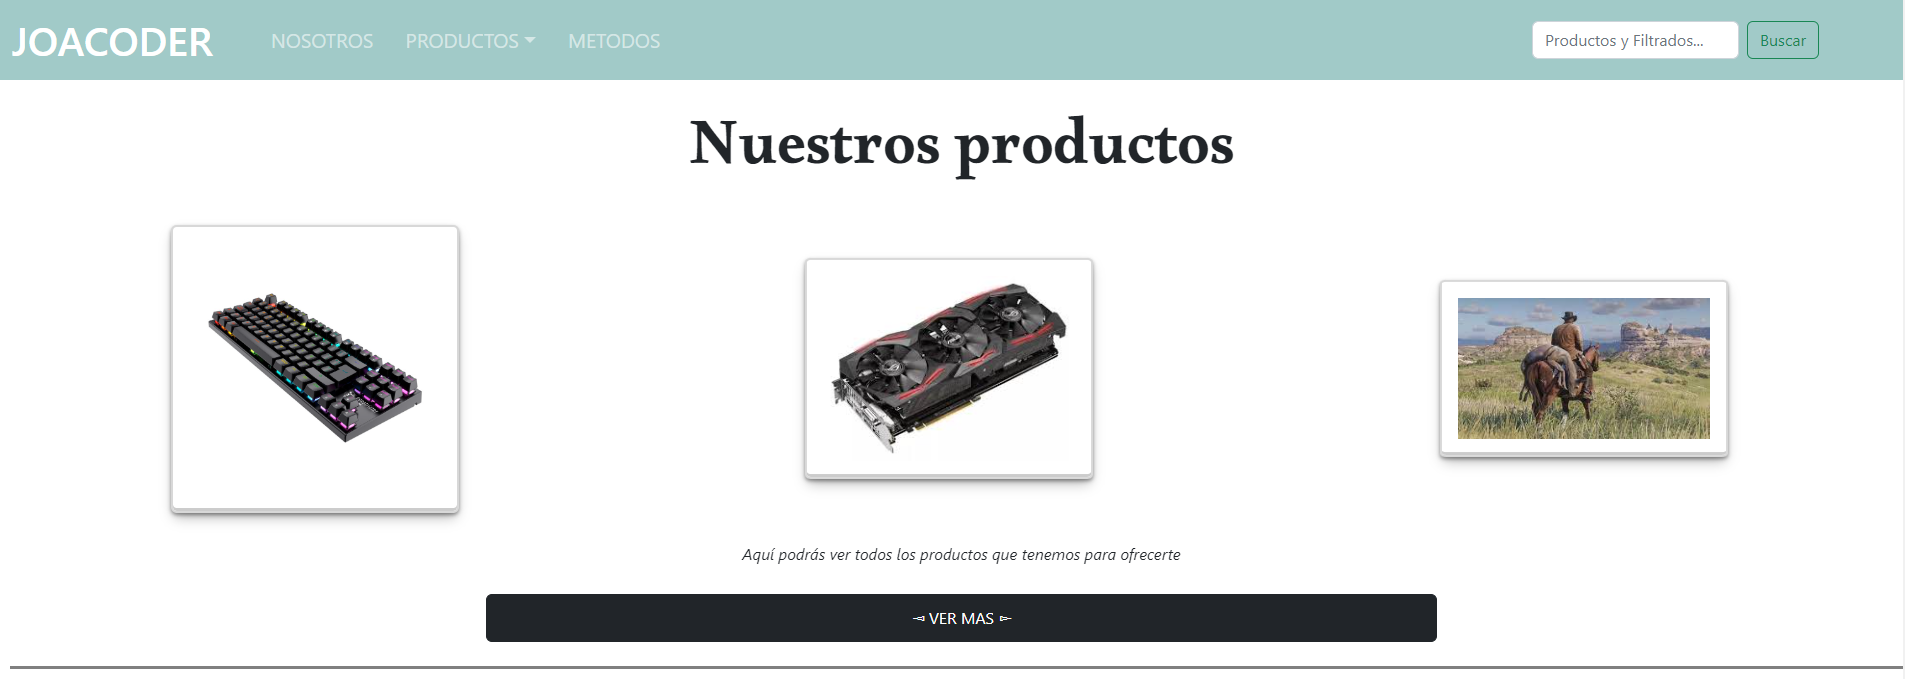 JOACODER NOSOTROS PRODUCTOS METODOS Productos y Filtrados... Buscar
Nuestros productos
Aquí podrás ver todos los productos que tenemos para ofrecerte
⊸ VER MAS ⟜